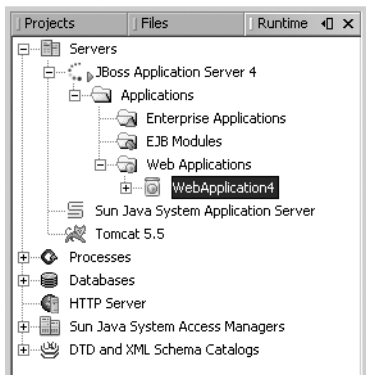 Projects Files Runtime
Servers
JBoss Application Server 4
Applications
Enterprise Applications
EJB Modules
Web Applications
WebApplication4
Sun Java System Application Server
Tomcat 5.5
Processes
Databases
HTTP Server
Sun Java System Access Managers
DTD and XML Schema Catalogs